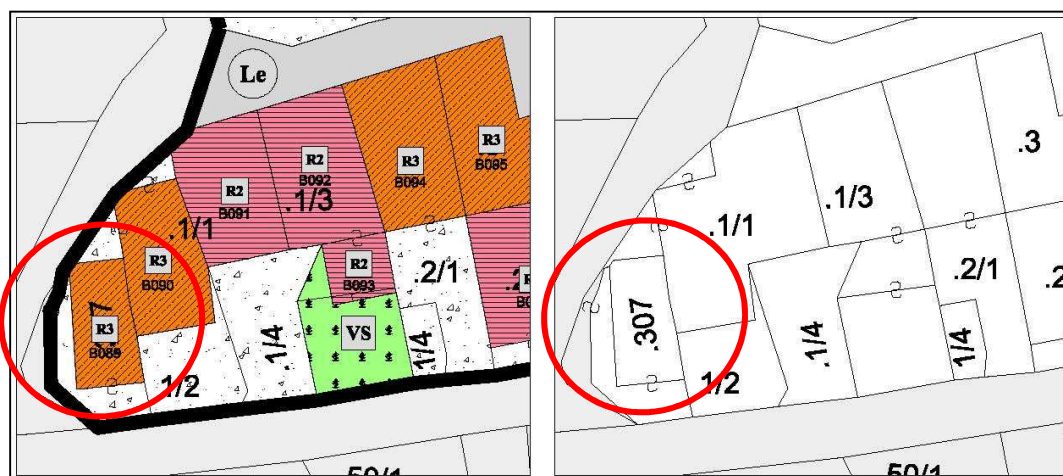 Le
R3
B095
R2
B092
R3
B094
R2
B091
.1/3
.1/1
R3
B090
R2
B093
.2/1
R3
B089
VS
.1/4
1/4
1/2
50/1
.3
.1/3
.1/1
.2/1
.2
.307
.1/4
1/4
1/2
50/1